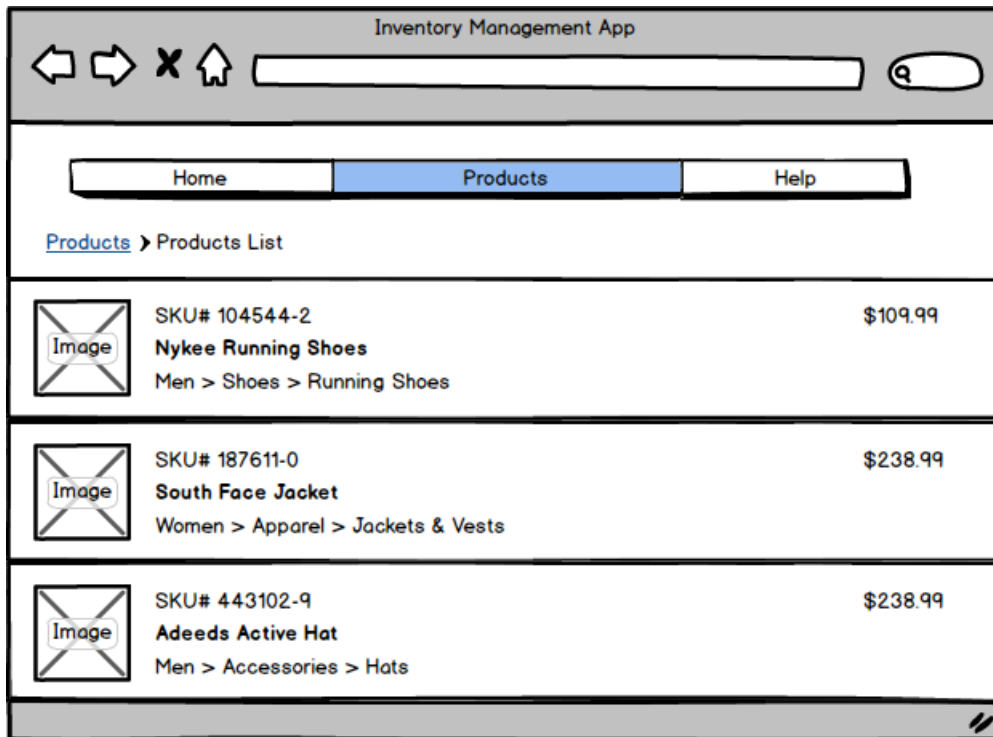 Inventory Management App
Home Products Help
Products > Products List
SKU# 104544-2 $109.99
Image
Nykee Running Shoes
Men > Shoes > Running Shoes
SKU# 187611-0 $238.99
Image
South Face Jacket
Women > Apparel > Jackets & Vests
SKU# 443102-9 $238.99
Image
Adeeds Active Hat
Men > Accessories > Hats